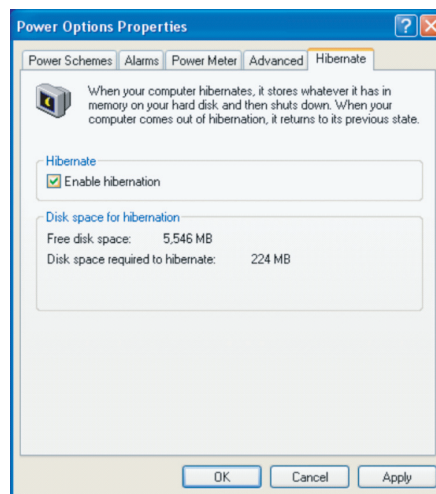 Power Options Properties
Power Schemes Alarms Power Meter Advanced Hibernate
When your computer hibernates, it stores whatever it has in
memory on your hard disk and then shuts down. When your
computer comes out of hibernation, it returns to its previous state.
Hibernate
Enable hibernation
Disk space for hibernation
Free disk space: 5,546 MB
Disk space required to hibernate: 224 MB
OK Cancel Apply